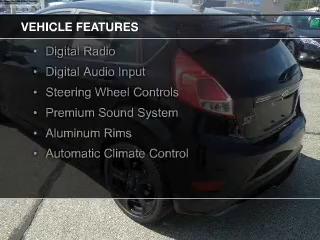 VEHICLE FEATURES
• Digital Radio
• Digital Audio Input
• Steering Wheel Controls
• Premium Sound System
• Aluminum Rims
• Automatic Climate Control